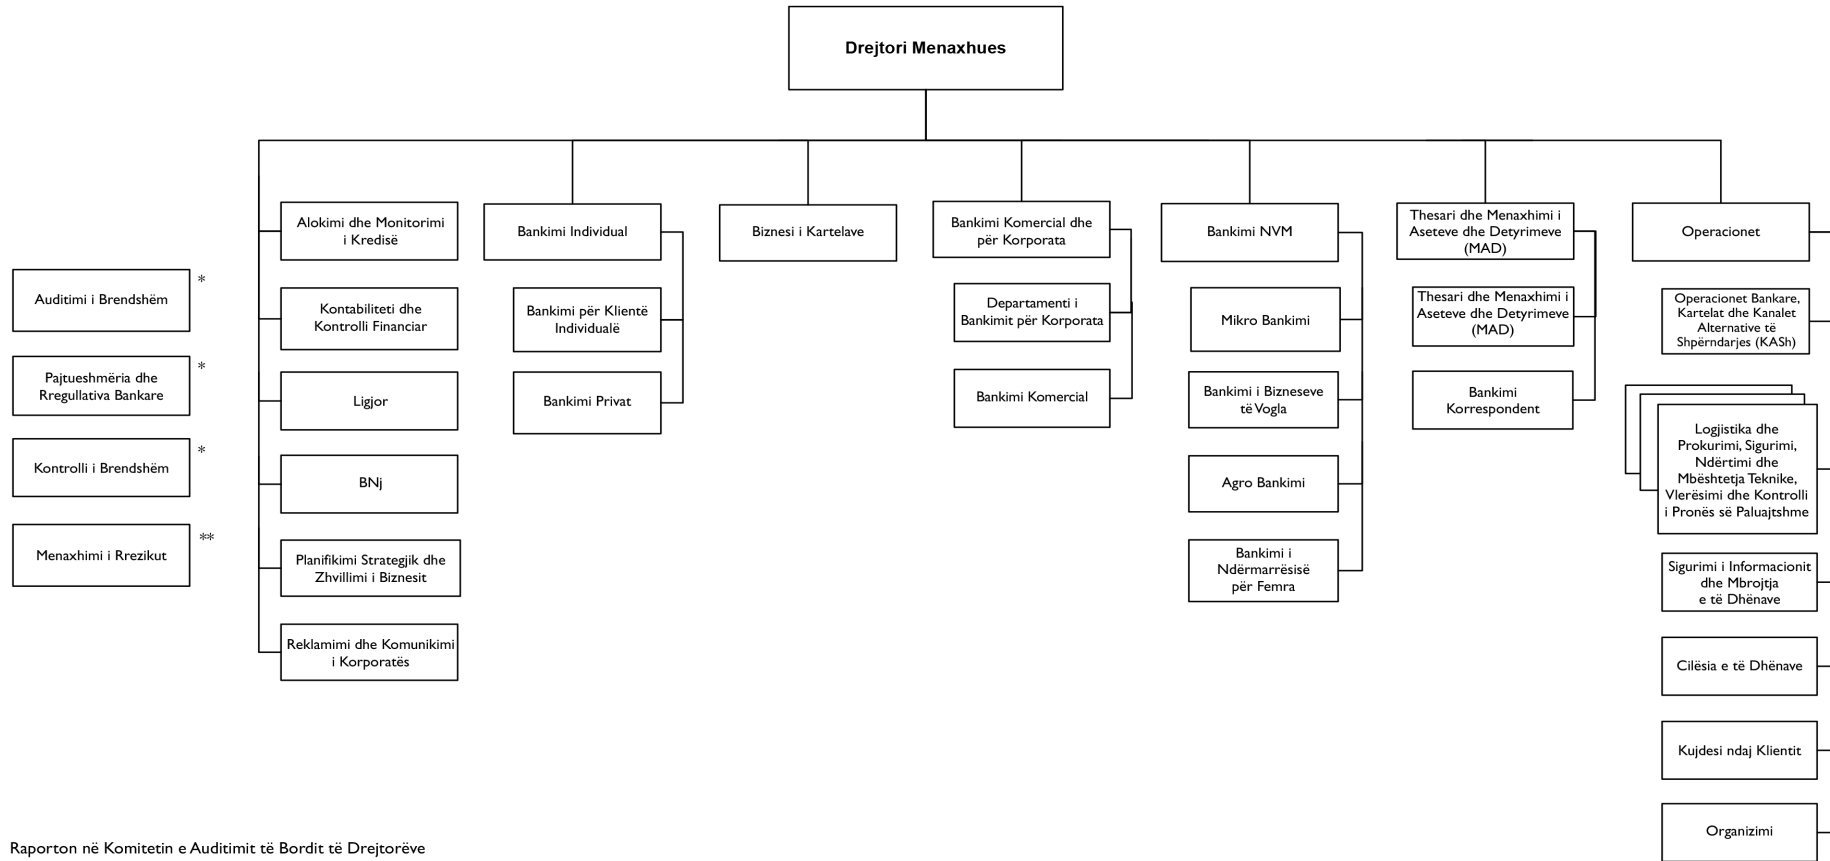 Drejtori Menaxhues
Auditimi i Brendshëm
*
Pajtueshmëria dhe
Rregullativa Bankare
*
Kontrolli i Brendshëm
*
Menaxhimi i Rrezikut
**
Alokimi dhe Monitorimi
i Kredisë
Kontabiliteti dhe
Kontrolli Financiar
Ligjor
BNj
Planifikimi Strategjik dhe
Zhvillimi i Biznesit
Reklamimi dhe Komunikimi
i Korporatës
Bankimi Individual
Bankimi për Klientë
Individualë
Bankimi Privat
Biznesi i Kartelave
Bankimi Komercial dhe
për Korporata
Departamenti i
Bankimit për Korporata
Bankimi Komercial
Bankimi NVM
Mikro Bankimi
Bankimi i Bizneseve
të Vogla
Agro Bankimi
Bankimi i
Ndërmarrësisë
për Femra
Thesari dhe Menaxhimi i
Aseteve dhe Detyrimeve
(MAD)
Thesari dhe Menaxhimi i
Aseteve dhe Detyrimeve
(MAD)
Bankimi
Korrespondent
Operacionet
Operacionet Bankare,
Kartelat dhe Kanalet
Alternative të
Shpërndarjes (KASh)
Logjistika dhe
Prokurimi, Sigurimi,
Ndërtimi dhe
Mbështetja Teknike,
Vlerësimi dhe Kontrolli
i Pronës së Paluajtshme
Sigurimi i Informacionit
dhe Mbrojtja
e të Dhënave
Cilësia e të Dhënave
Kujdesi ndaj Klientit
Organizimi
Raporton në Komitetin e Auditimit të Bordit të Drejtorëve